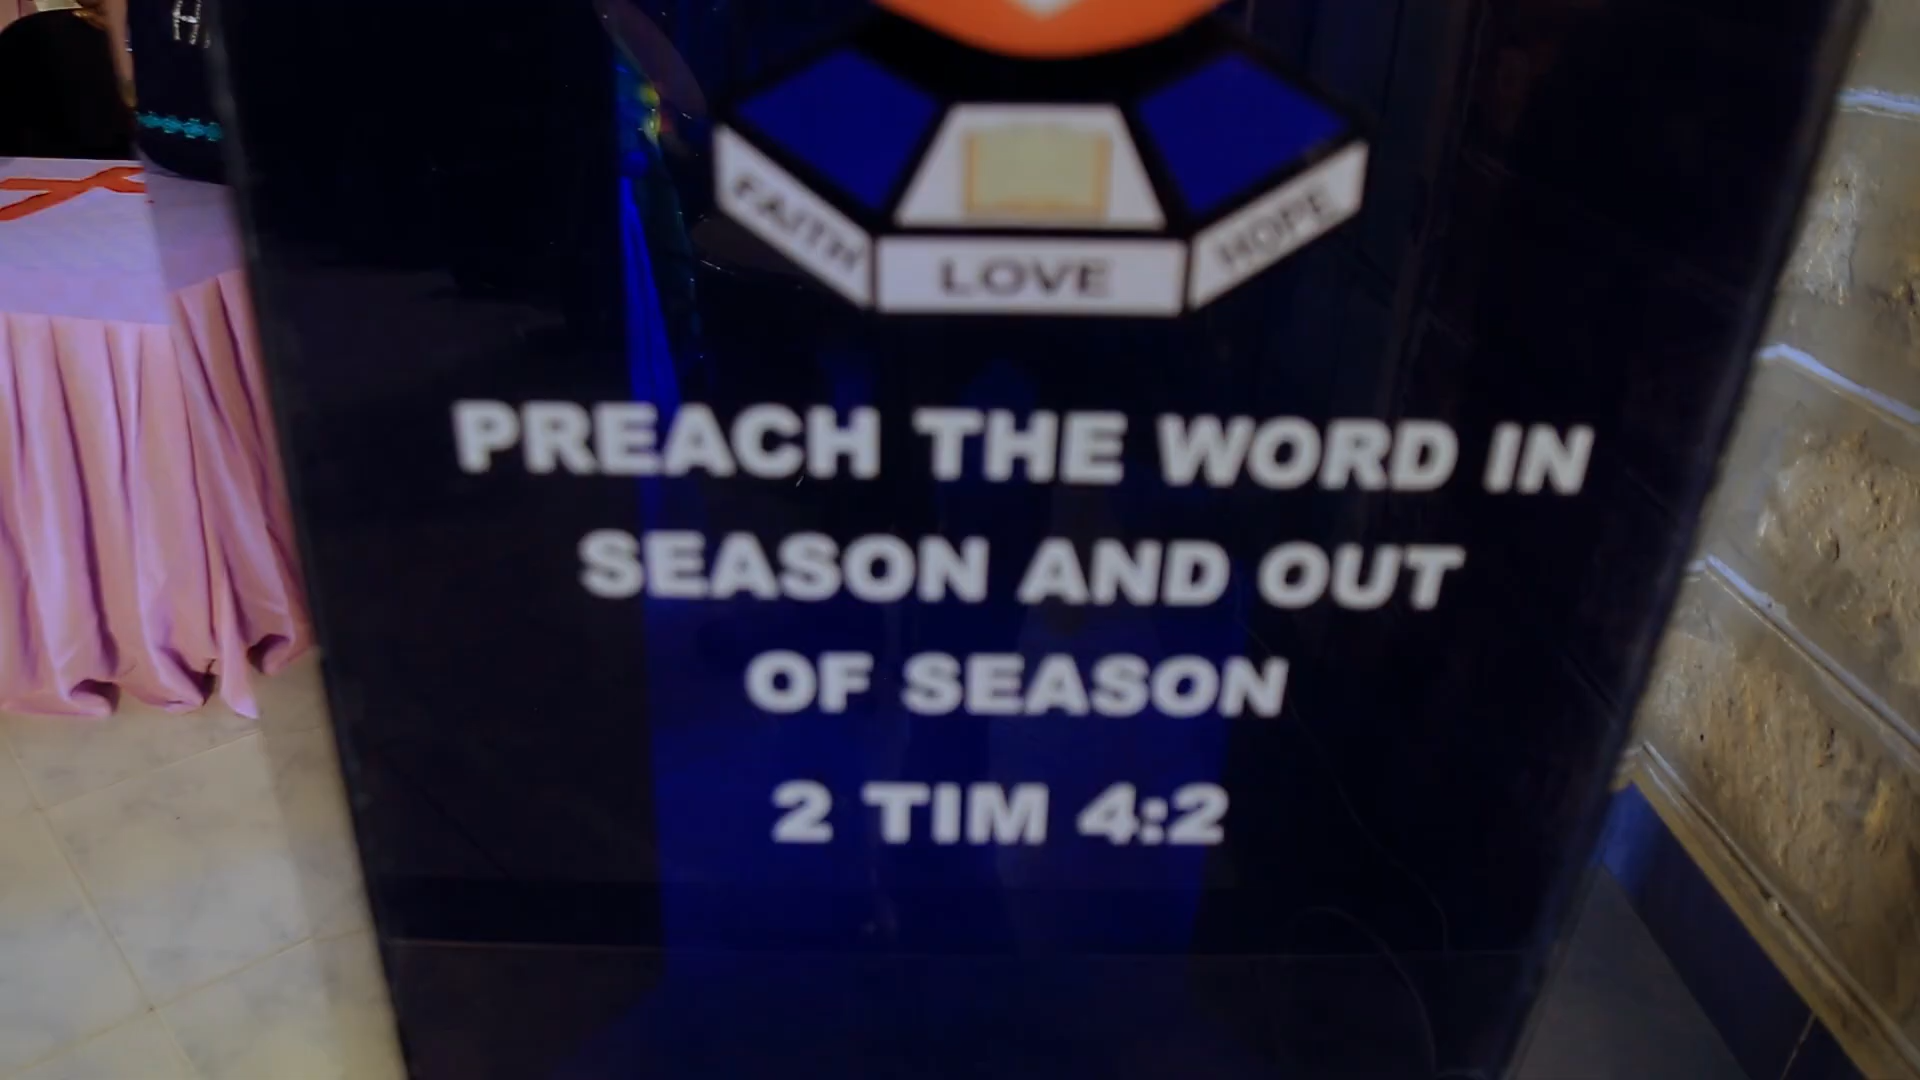 FAITH
LOVE
HOPE
PREACH THE WORD IN
SEASON AND OUT
OF SEASON
2 TIM 4:2